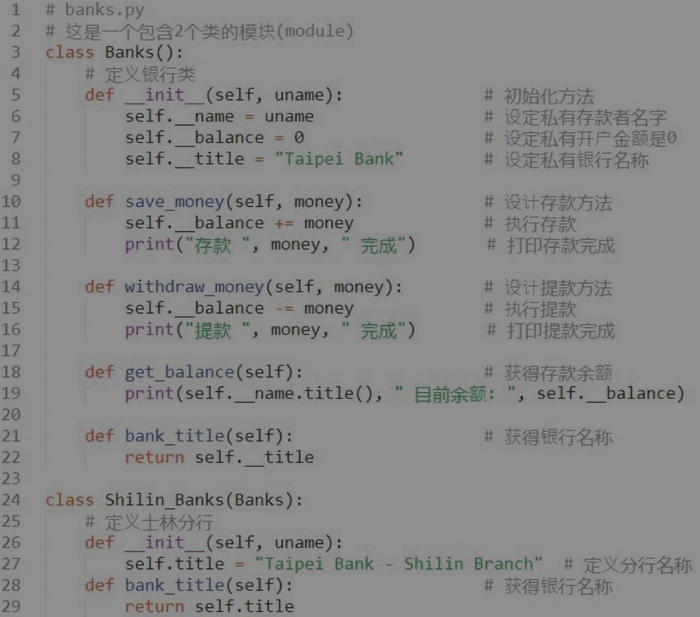 1 # banks.py
2 # 这是一个包含2个类的模块(module)
3 class Banks():
4     # 定义银行类
5     def __init__(self, uname):              # 初始化方法
6         self.__name = uname                 # 设定私有存款者名字
7         self.__balance = 0                  # 设定私有开户金额是0
8         self.__title = "Taipei Bank"        # 设定私有银行名称
9
10     def save_money(self, money):            # 设计存款方法
11         self.__balance += money             # 执行存款
12         print("存款 ", money, " 完成")       # 打印存款完成
13
14     def withdraw_money(self, money):        # 设计提款方法
15         self.__balance -= money             # 执行提款
16         print("提款 ", money, " 完成")       # 打印提款完成
17
18     def get_balance(self):                  # 获得存款余额
19         print(self.__name.title(), " 目前余额: ", self.__balance)
20
21     def bank_title(self):                   # 获得银行名称
22         return self.__title
23
24 class Shilin_Banks(Banks):
25     # 定义士林分行
26     def __init__(self, uname):
27         self.title = "Taipei Bank - Shilin Branch"  # 定义分行名称
28     def bank_title(self):                   # 获得银行名称
29         return self.title